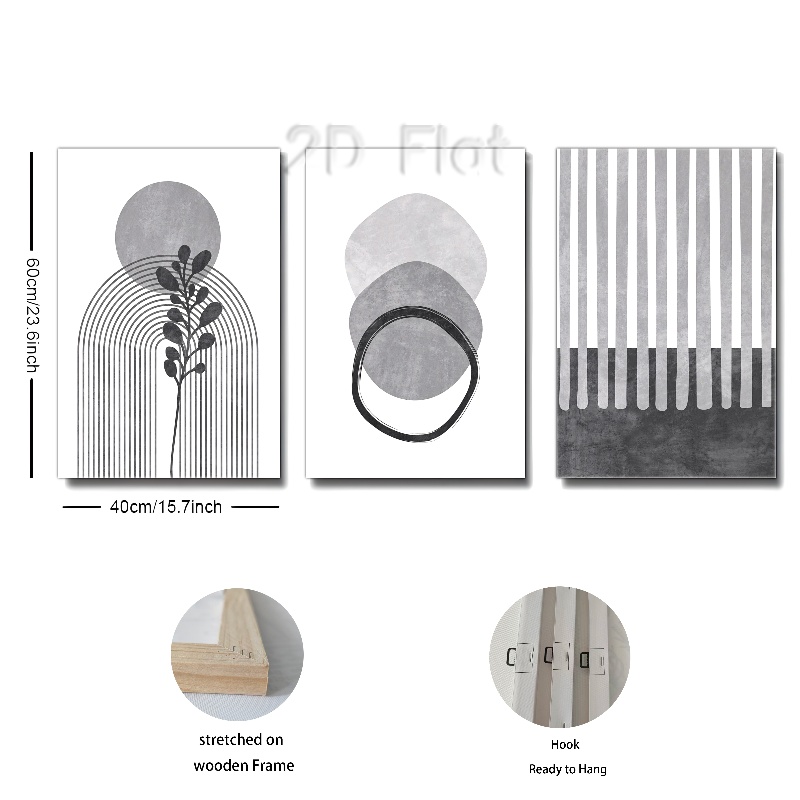 2D Flat
60cm/23.6inch
40cm/15.7inch
stretched on
wooden Frame
Hook
Ready to Hang